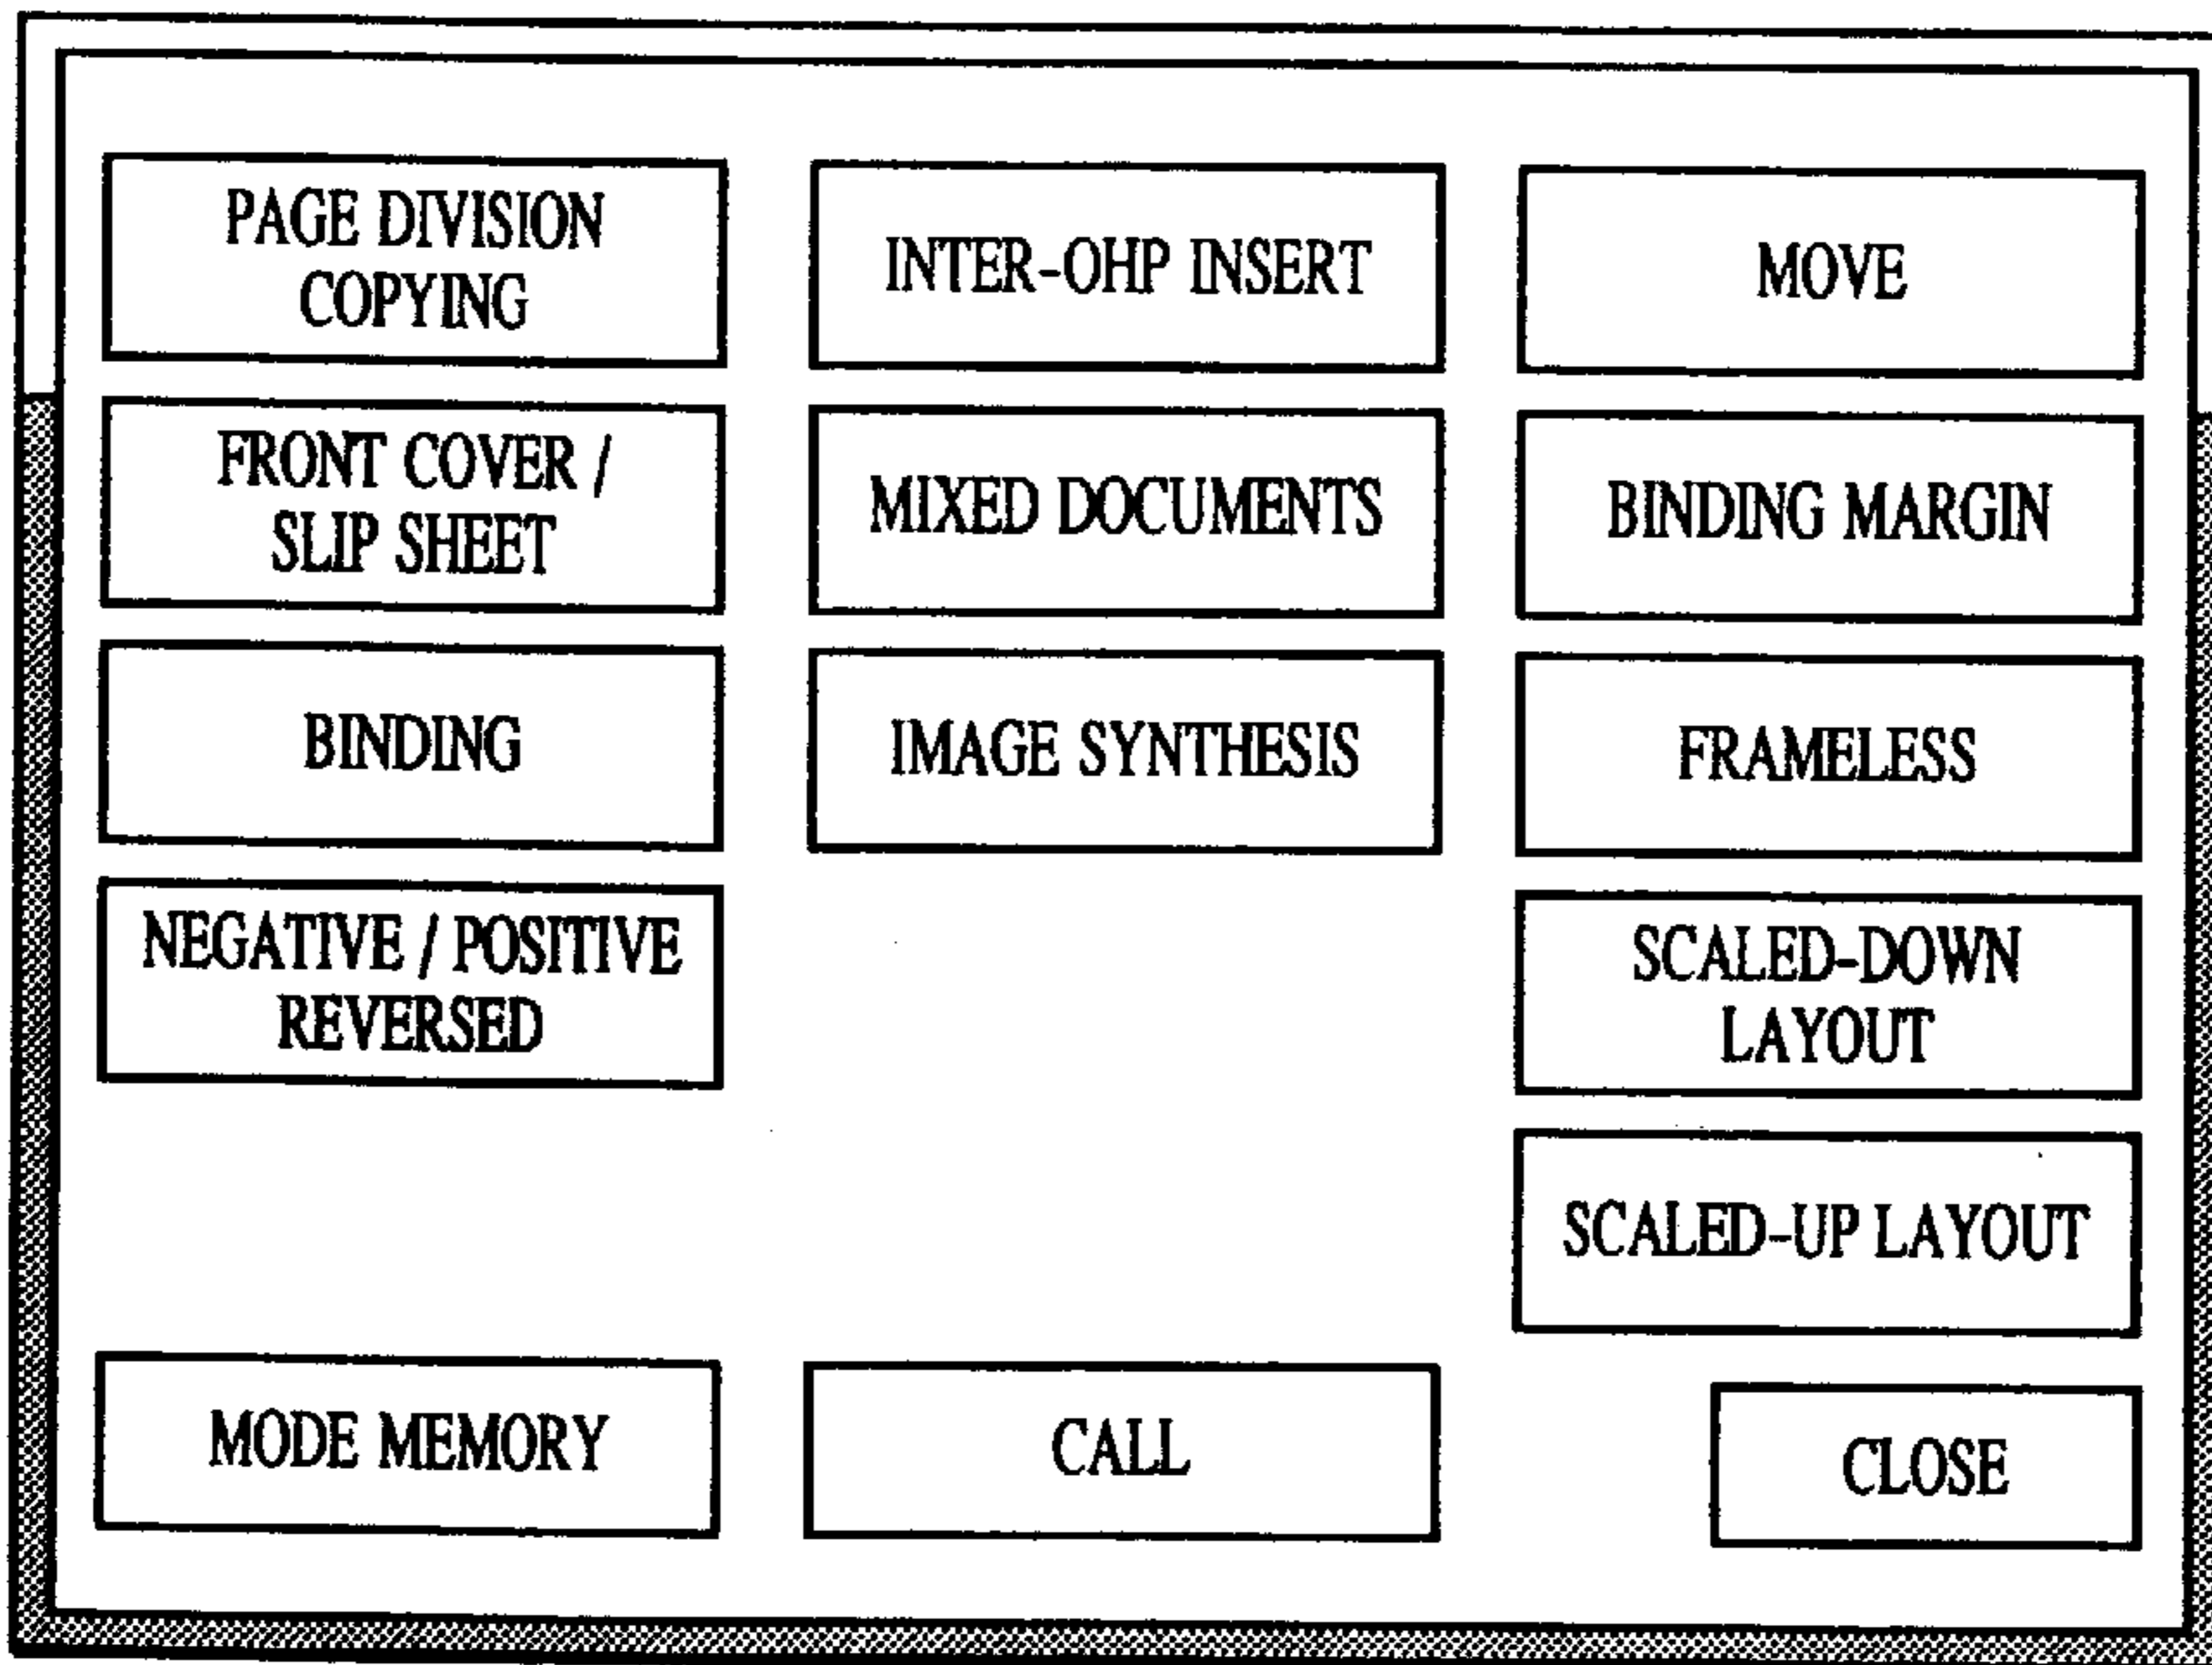 PAGE DIVISION
COPYING
INTER-OHP INSERT
MOVE
FRONT COVER /
SLIP SHEET
MIXED DOCUMENTS
BINDING MARGIN
BINDING
IMAGE SYNTHESIS
FRAMELESS
NEGATIVE / POSITIVE
REVERSED
SCALED-DOWN
LAYOUT
SCALED-UP LAYOUT
MODE MEMORY
CALL
CLOSE